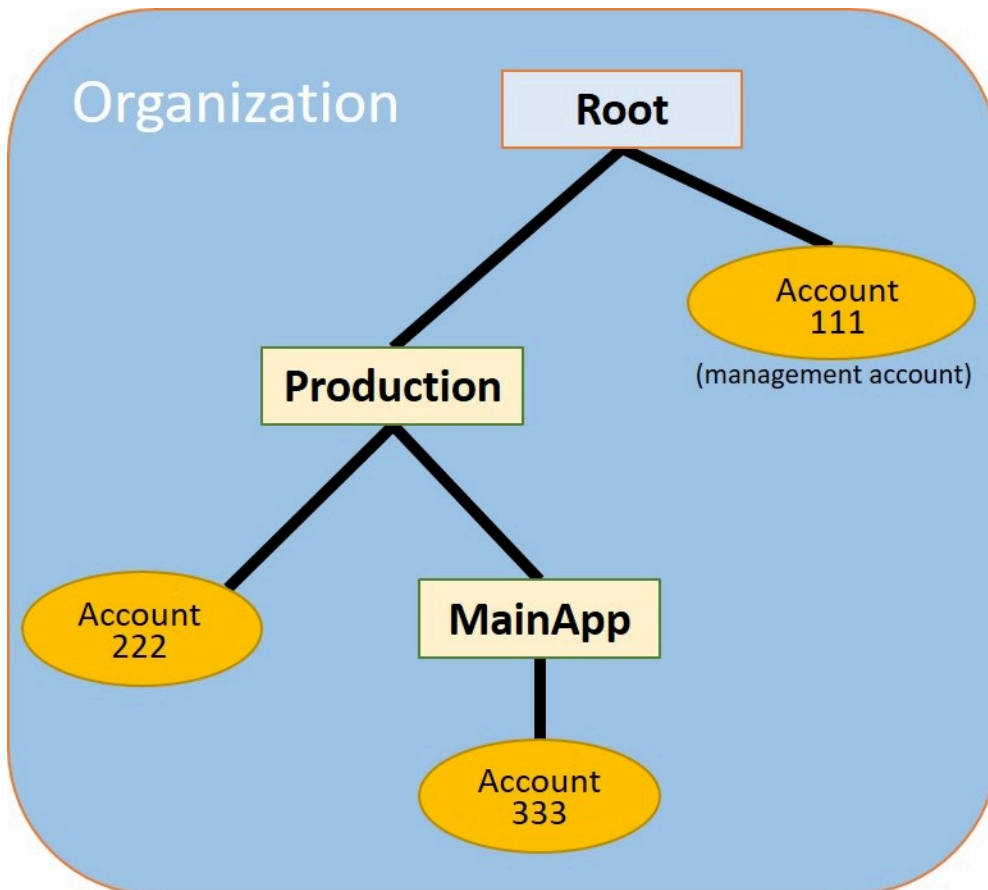 Organization
Root
Account
111
(management account)
Production
Account
222
MainApp
Account
333